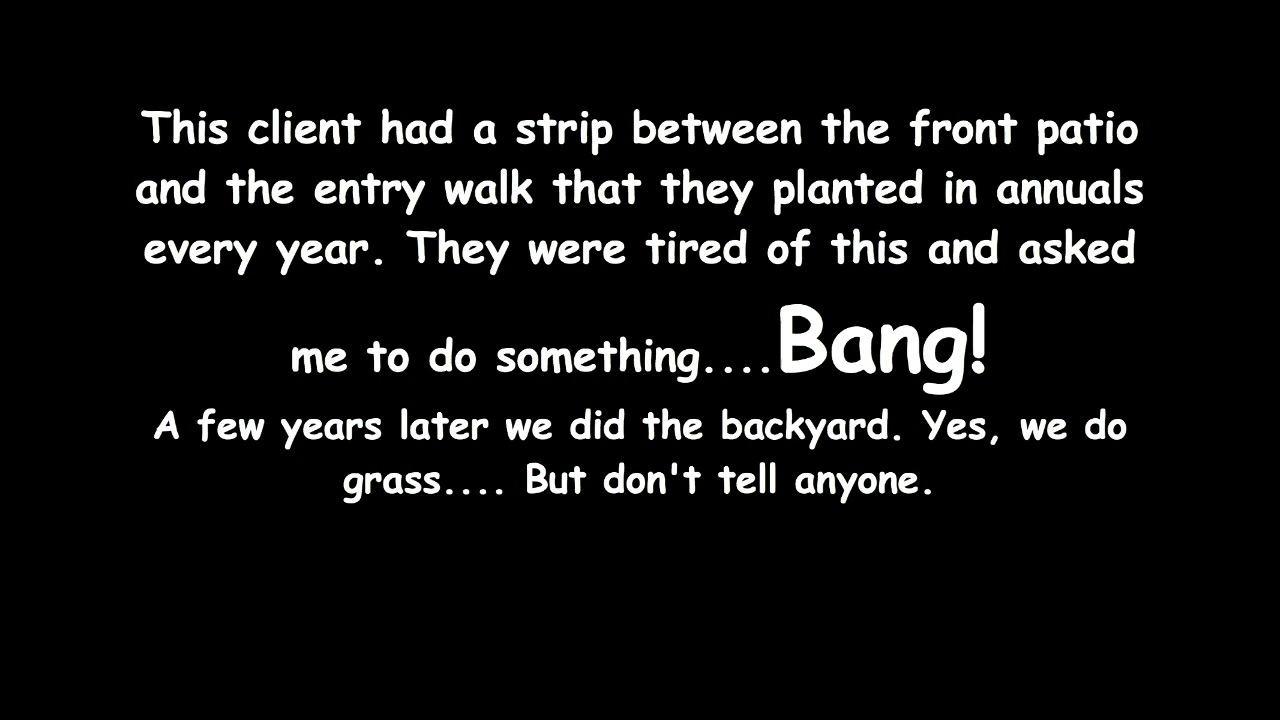 This client had a strip between the front patio
and the entry walk that they planted in annuals
every year. They were tired of this and asked
me to do something....Bang!
A few years later we did the backyard. Yes, we do
grass.... But don't tell anyone.